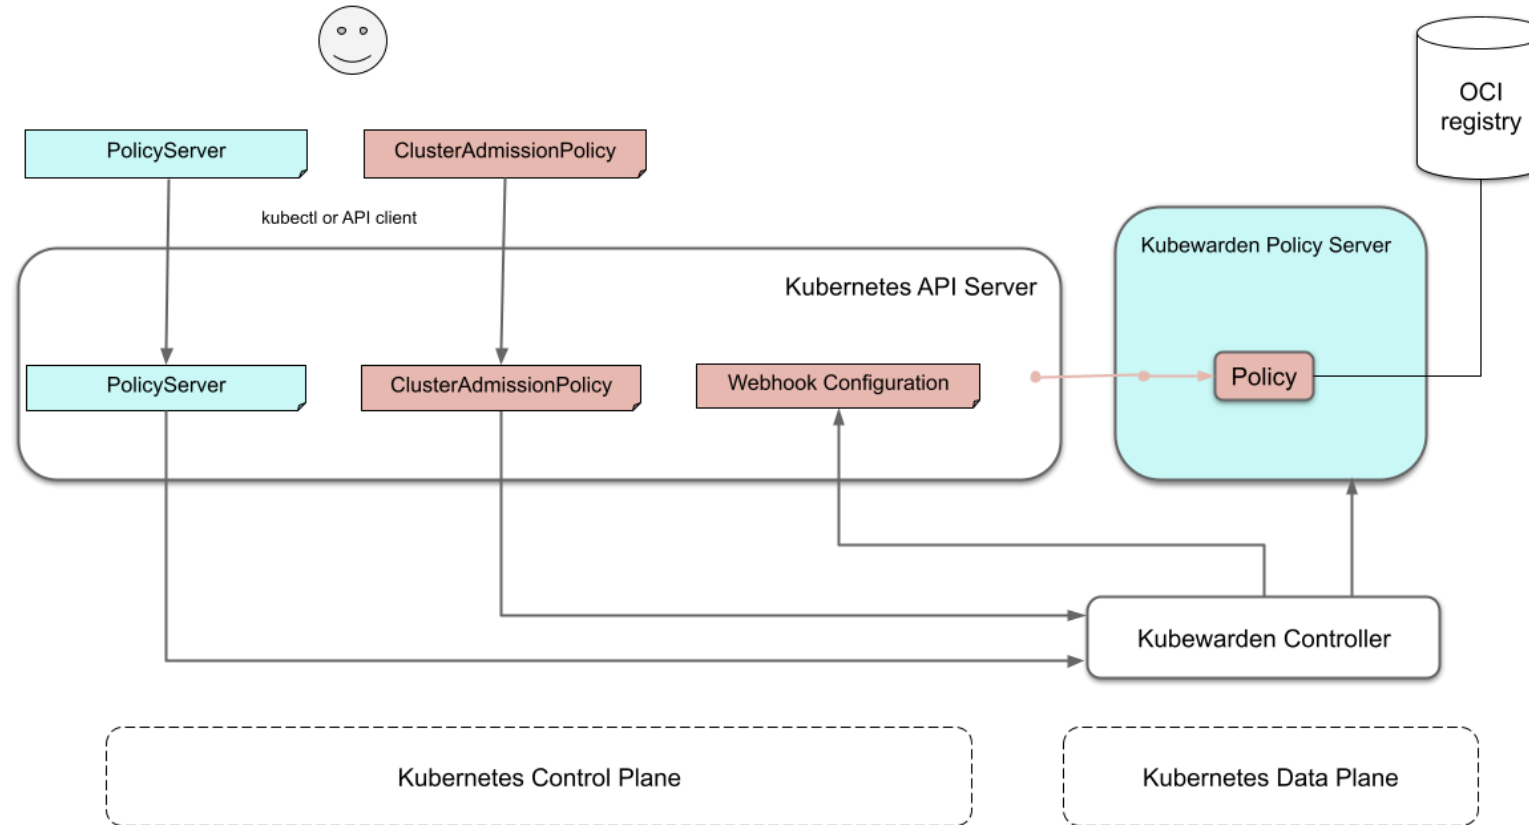 OCI
registry
PolicyServer
ClusterAdmissionPolicy
kubectl or API client
Kubewarden Policy Server
Kubernetes API Server
PolicyServer
ClusterAdmissionPolicy
Webhook Configuration
Policy
Kubewarden Controller
Kubernetes Control Plane
Kubernetes Data Plane